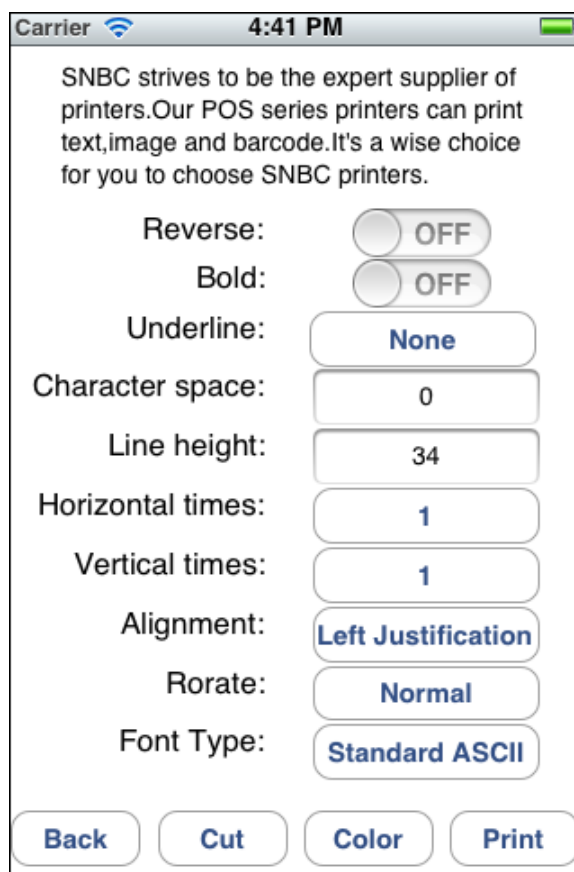 Carrier 4:41 PM
SNBC strives to be the expert supplier of
printers.Our POS series printers can print
text,image and barcode.It's a wise choice
for you to choose SNBC printers.
Reverse: OFF
Bold: OFF
Underline: None
Character space: 0
Line height: 34
Horizontal times: 1
Vertical times: 1
Alignment: Left Justification
Rorate: Normal
Font Type: Standard ASCII
Back Cut Color Print